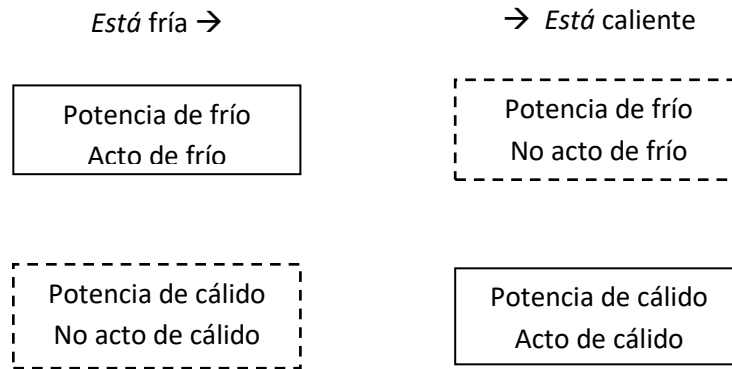 Está fría →
→ Está caliente
Potencia de frío
Acto de frío
Potencia de frío
No acto de frío
Potencia de cálido
No acto de cálido
Potencia de cálido
Acto de cálido